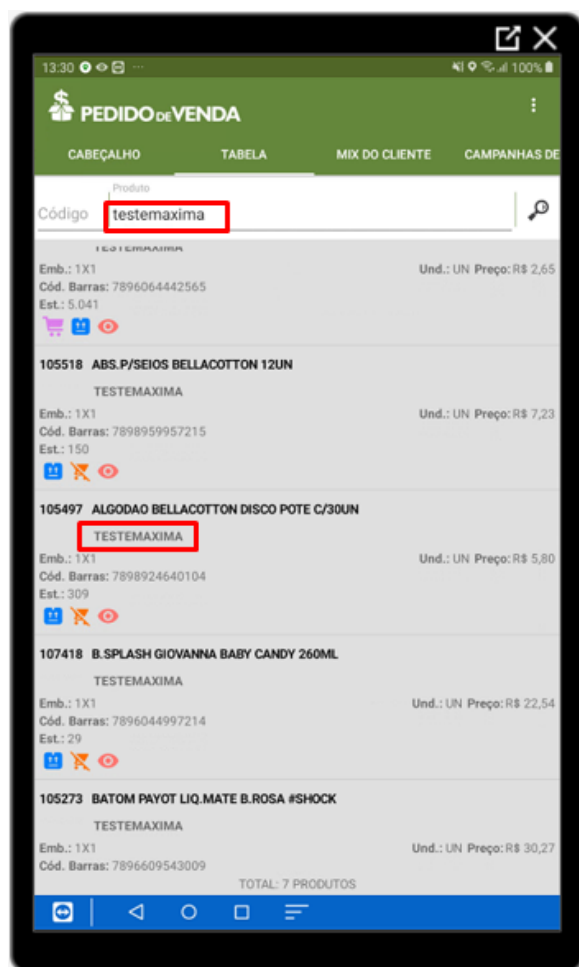 13:30 ...
100%
PEDIDO DE VENDA
CABEÇALHO TABELA MIX DO CLIENTE CAMPANHAS DE
Produto
Código testemaxima
TESTEMAXIMA
Emb.: 1X1 Und.: UN Preço: R$ 2,65
Cód. Barras: 7896064442565
Est.: 5.041
105518 ABS.P/SEIOS BELLACOTTON 12UN
TESTEMAXIMA
Emb.: 1X1 Und.: UN Preço: R$ 7,23
Cód. Barras: 7898959957215
Est.: 150
105497 ALGODAO BELLACOTTON DISCO POTE C/30UN
TESTEMAXIMA
Emb.: 1X1 Und.: UN Preço: R$ 5,80
Cód. Barras: 7898924640104
Est.: 309
107418 B.SPLASH GIOVANNA BABY CANDY 260ML
TESTEMAXIMA
Emb.: 1X1 Und.: UN Preço: R$ 22,54
Cód. Barras: 7896044997214
Est.: 29
105273 BATOM PAYOT LIQ.MATE B.ROSA #SHOCK
TESTEMAXIMA
Emb.: 1X1 Und.: UN Preço: R$ 30,27
Cód. Barras: 7896609543009
TOTAL: 7 PRODUTOS